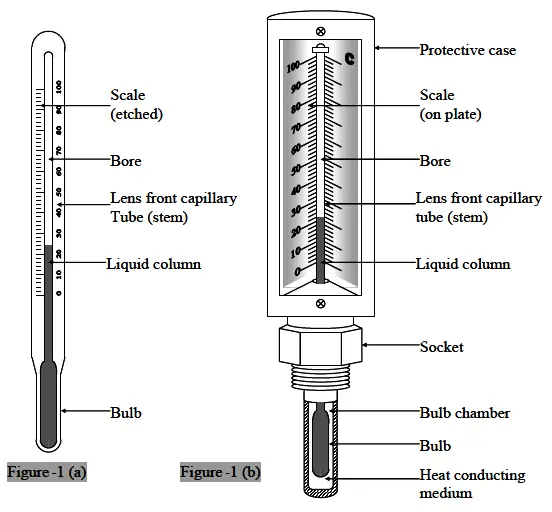 Scale
(etched)
Bore
Lens front capillary
Tube (stem)
Liquid column
Bulb
100
90
80
70
60
50
40
30
20
10
0
Figure -1 (a)
Protective case
Scale
(on plate)
Bore
Lens front capillary
tube (stem)
Liquid column
Socket
Bulb chamber
Bulb
Heat conducting
medium
C
100
90
80
70
60
50
40
30
20
10
0
Figure -1 (b)